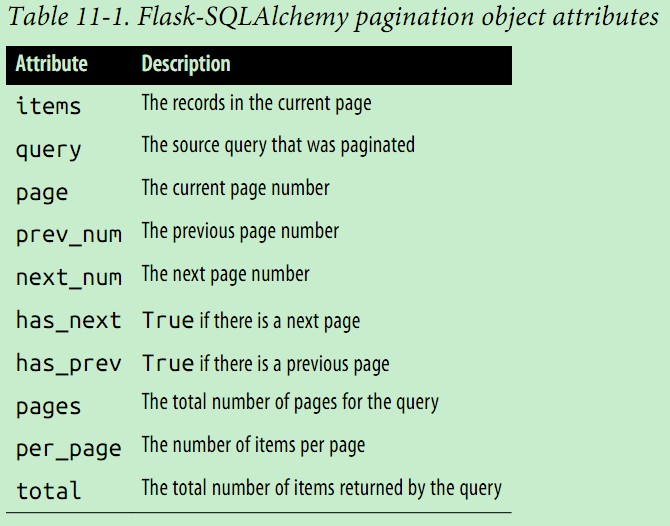 Table 11-1. Flask-SQLAlchemy pagination object attributes
Attribute Description
items The records in the current page
query The source query that was paginated
page The current page number
prev_num The previous page number
next_num The next page number
has_next True if there is a next page
has_prev True if there is a previous page
pages The total number of pages for the query
per_page The number of items per page
total The total number of items returned by the query